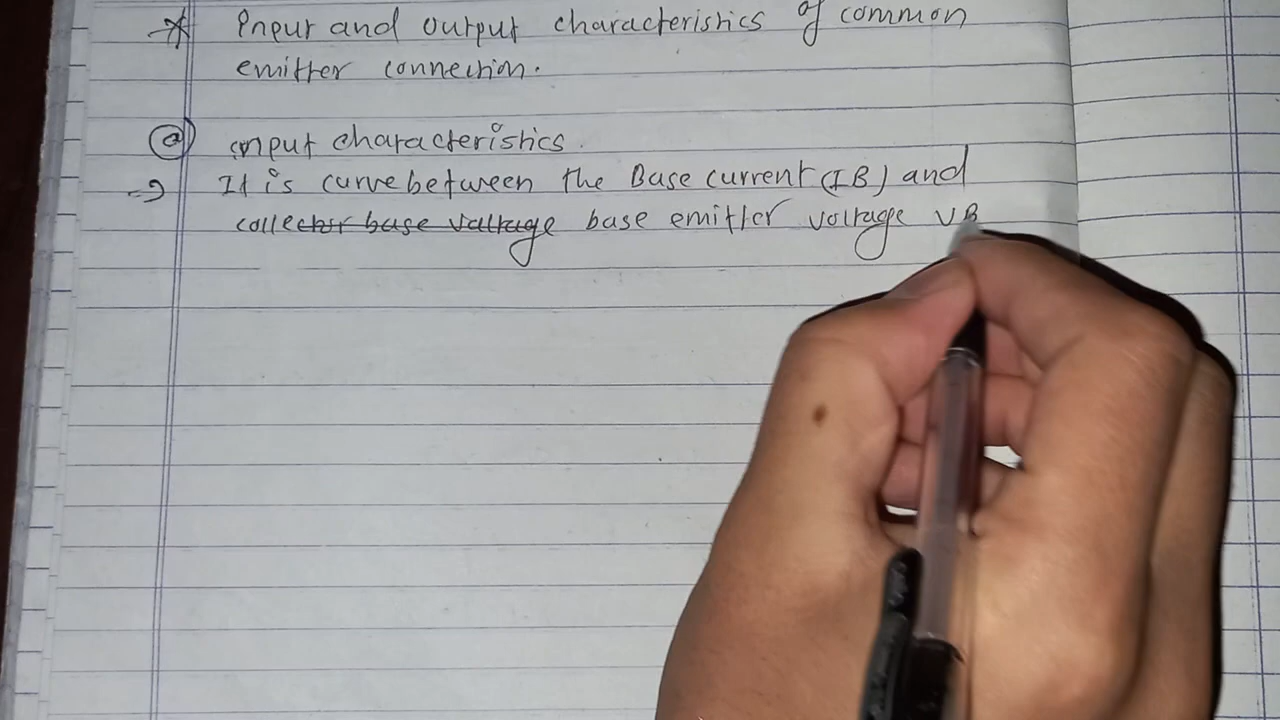 * Input and output characteristics of common
emitter connection.
(a) input characteristics.
⇒ It is curve between the Base current (IB) and
collector base valtage base emitter voltage VB